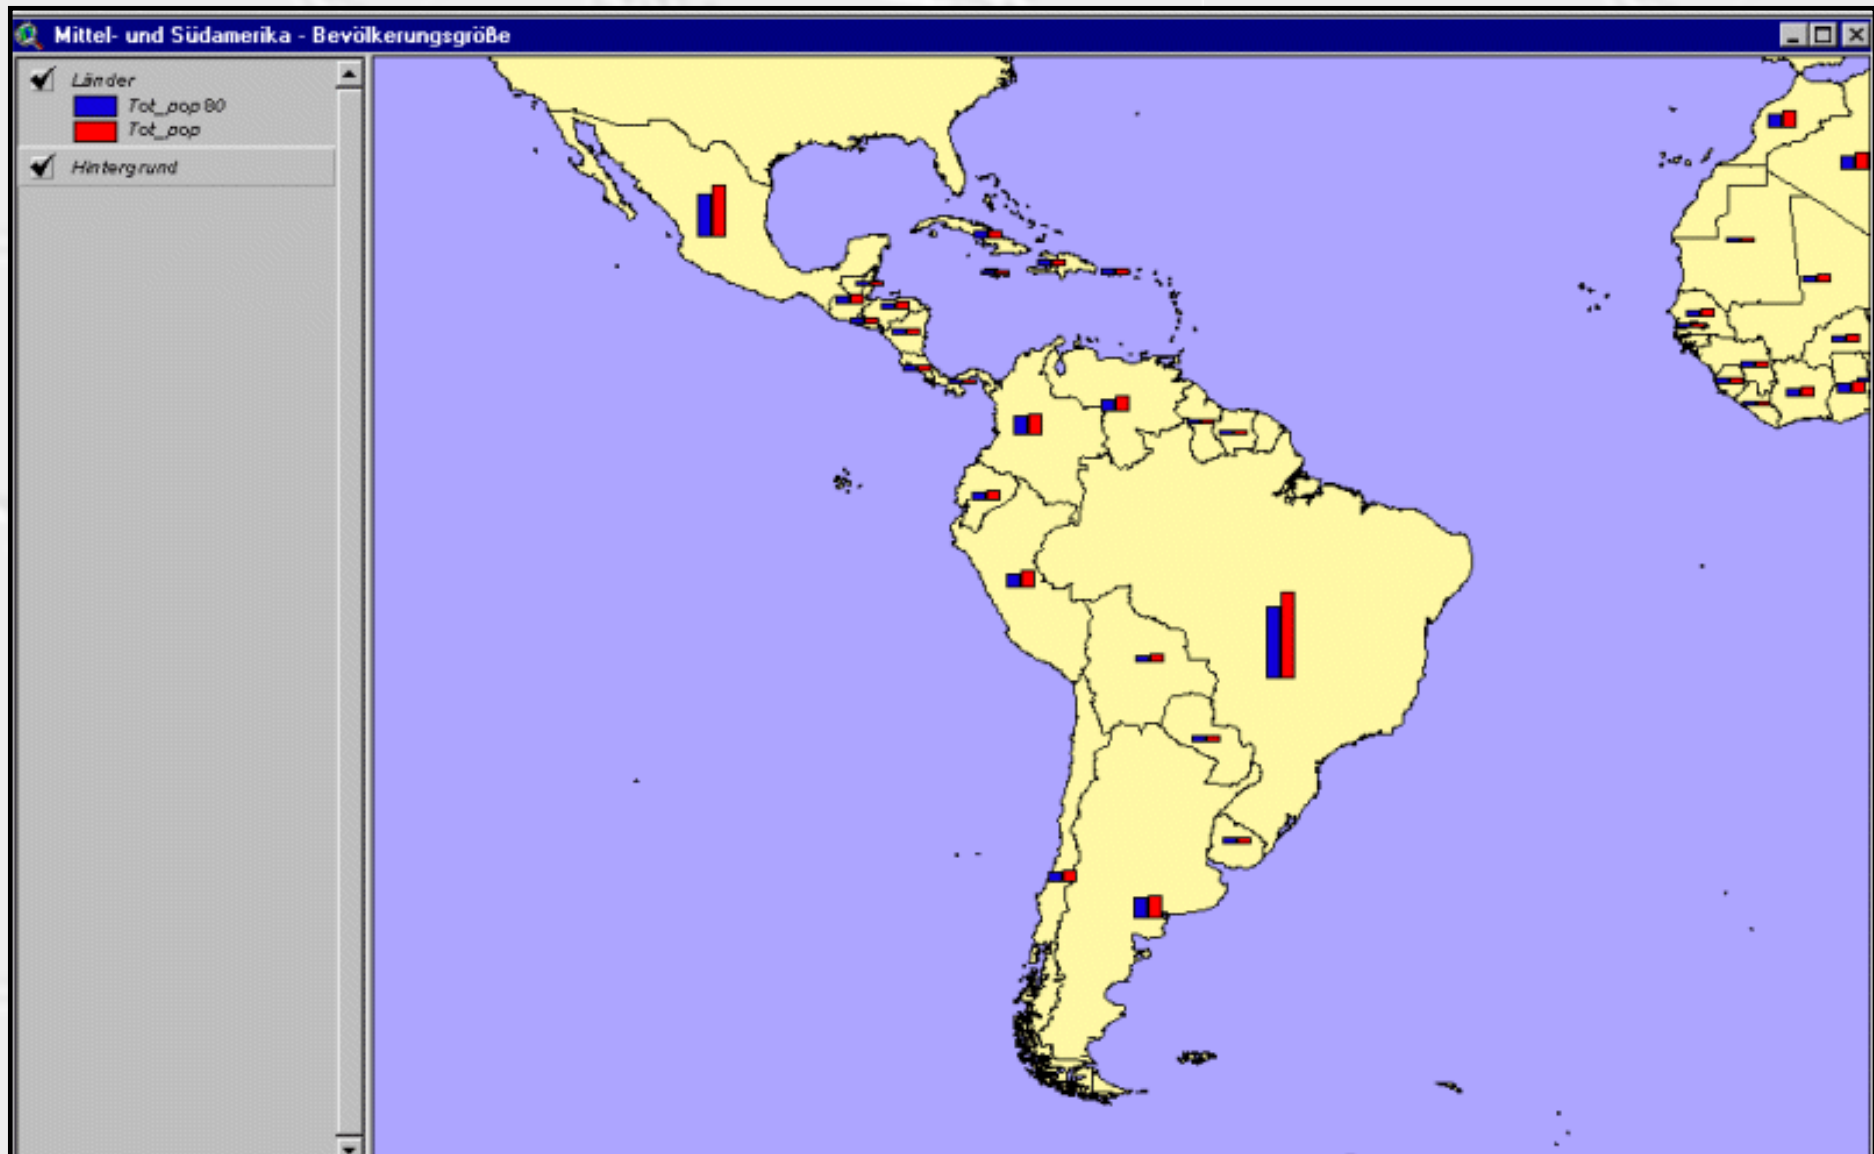 Mittel- und Südamerika - Bevölkerungsgröße
Länder
Tot_pop80
Tot_pop
Hintergrund